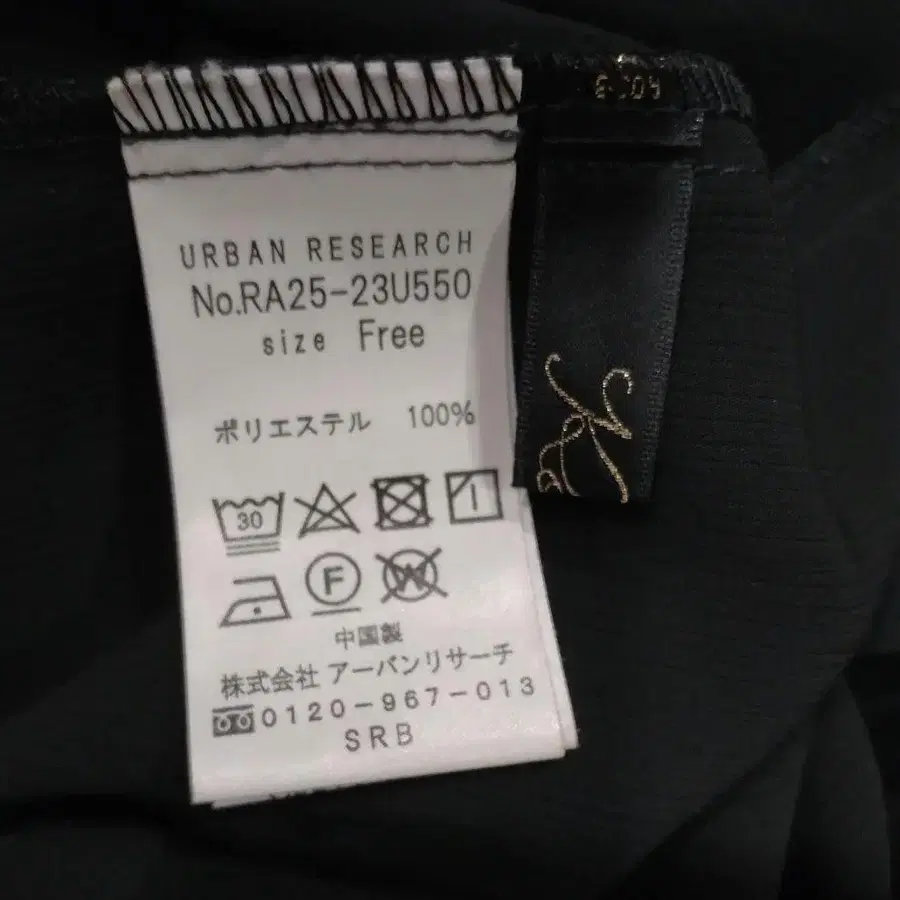 URBAN RESEARCH
No.RA25-23U550
size Free
ポリエステル 100%
30
F
W
中国製
株式会社 アーバンリサーチ
0120-967-013
SRB